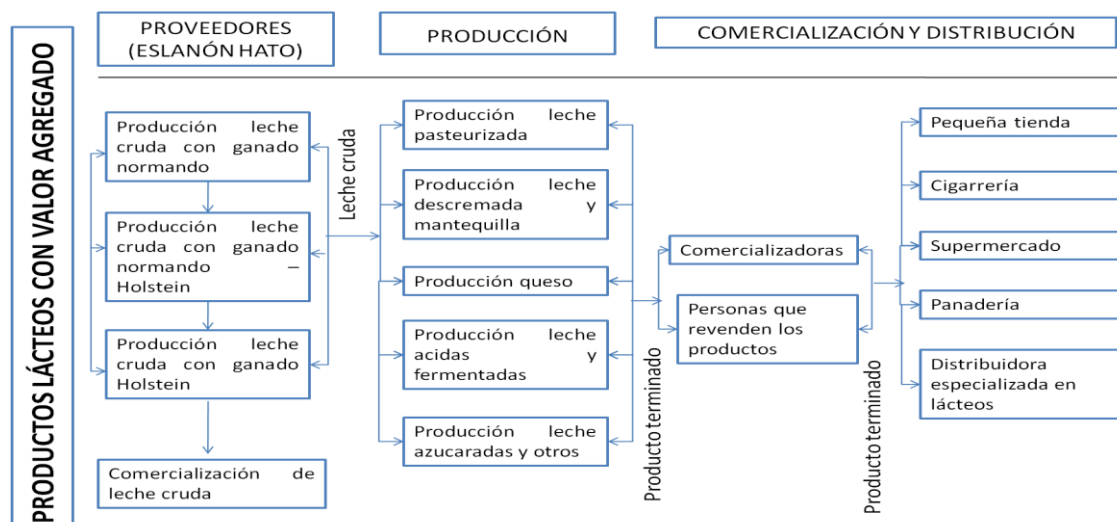 PRODUCTOS LÁCTEOS CON VALOR AGREGADO
PROVEEDORES
(ESLANÓN HATO)
PRODUCCIÓN
COMERCIALIZACIÓN Y DISTRIBUCIÓN
Producción leche
cruda con ganado
normando
Producción leche
cruda con ganado
normando –
Holstein
Producción leche
cruda con ganado
Holstein
Comercialización de
leche cruda
Leche cruda
Producción leche
pasteurizada
Producción leche
descremada y
mantequilla
Producción queso
Producción leche
acidas y
fermentadas
Producción leche
azucaradas y otros
Producto terminado
Comercializadoras
Personas que
revenden los
productos
Producto terminado
Pequeña tienda
Cigarrería
Supermercado
Panadería
Distribuidora
especializada en
lácteos